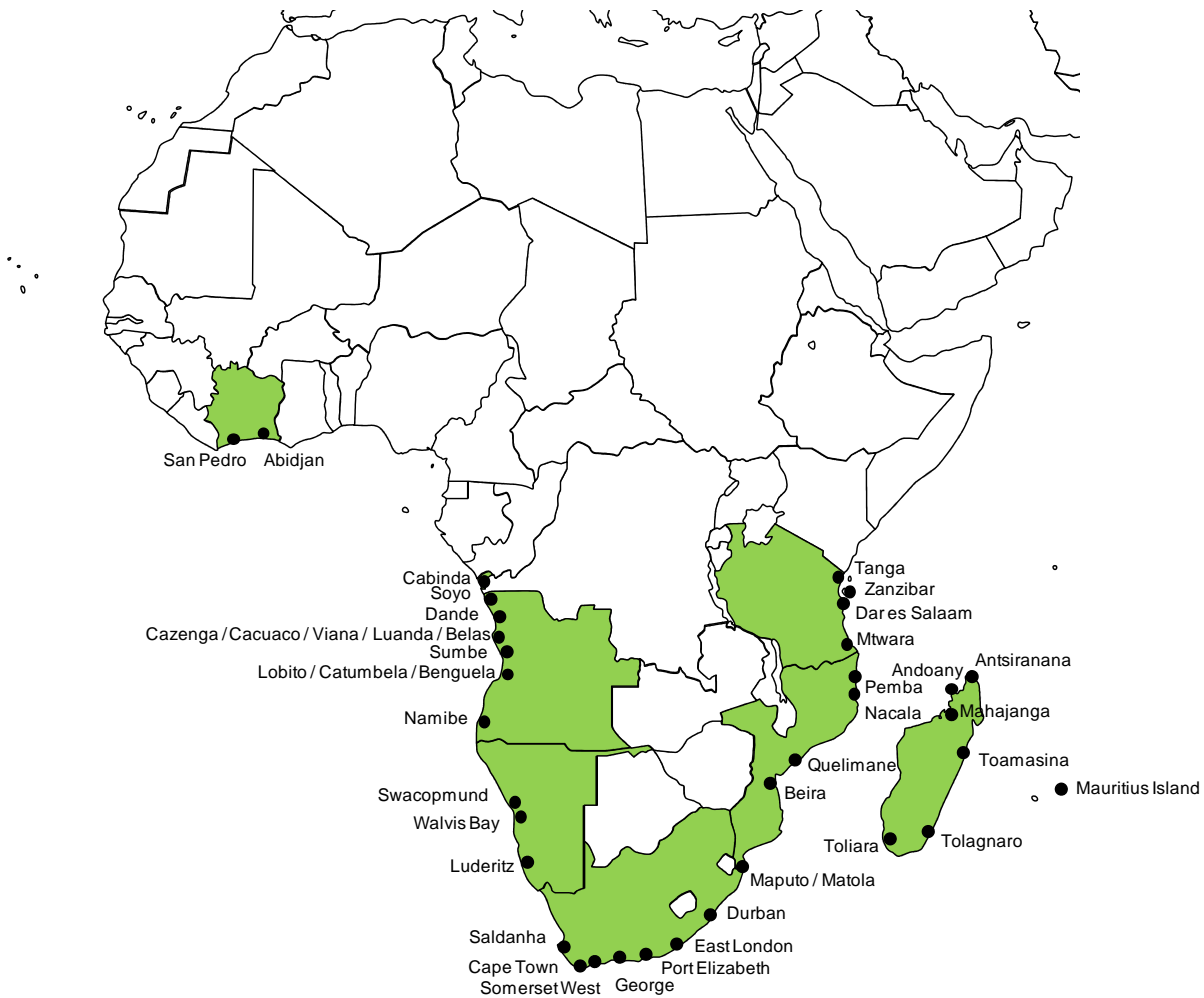 San Pedro
Abidjan
Cabinda
Soyo
Dande
Cazenga / Cacuaco / Viana / Luanda / Belas
Sumbe
Lobito / Catumbela / Benguela
Namibe
Swacopmund
Walvis Bay
Luderitz
Saldanha
Cape Town
Somerset West
George
Port Elizabeth
East London
Durban
Maputo / Matola
Beira
Quelimane
Nacala
Pemba
Mtwara
Dar es Salaam
Zanzibar
Tanga
Andoany
Antsiranana
Mahajanga
Toamasina
Mauritius Island
Toliara
Tolagnaro